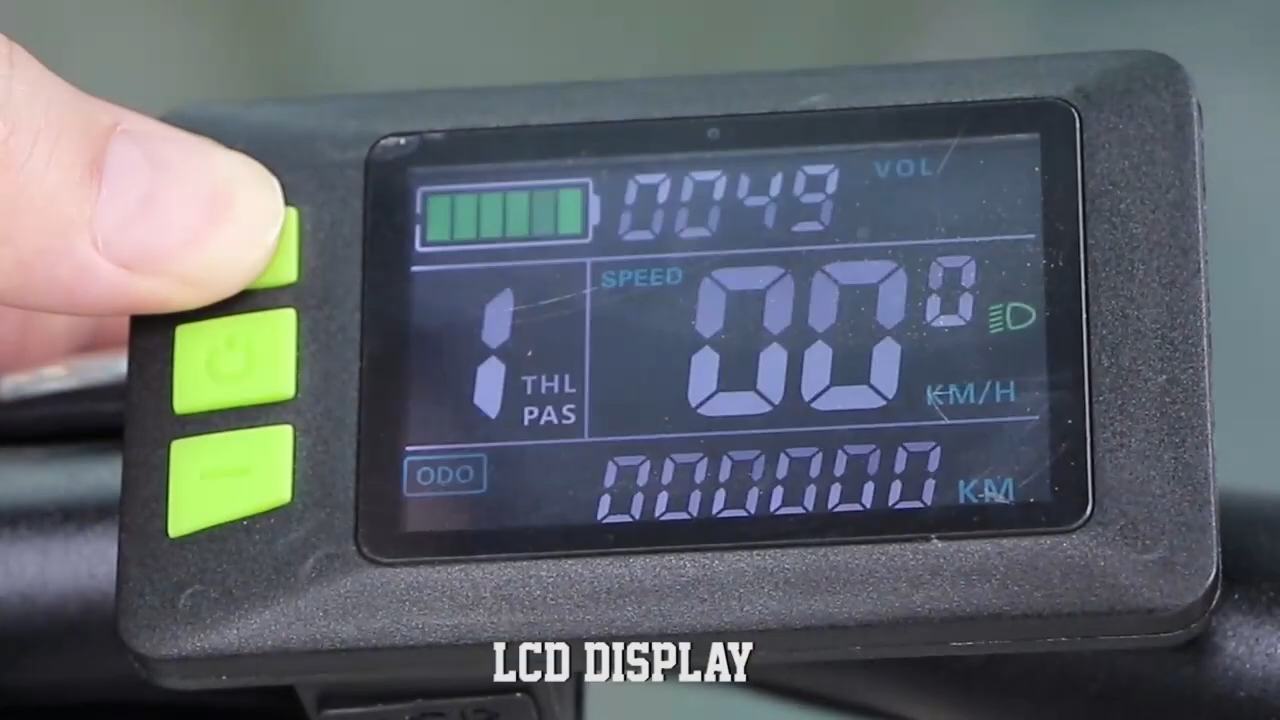 0049 VOL
SPEED 00 0
1 THL
PAS
KM/H
ODO 000000 KM
LCD DISPLAY